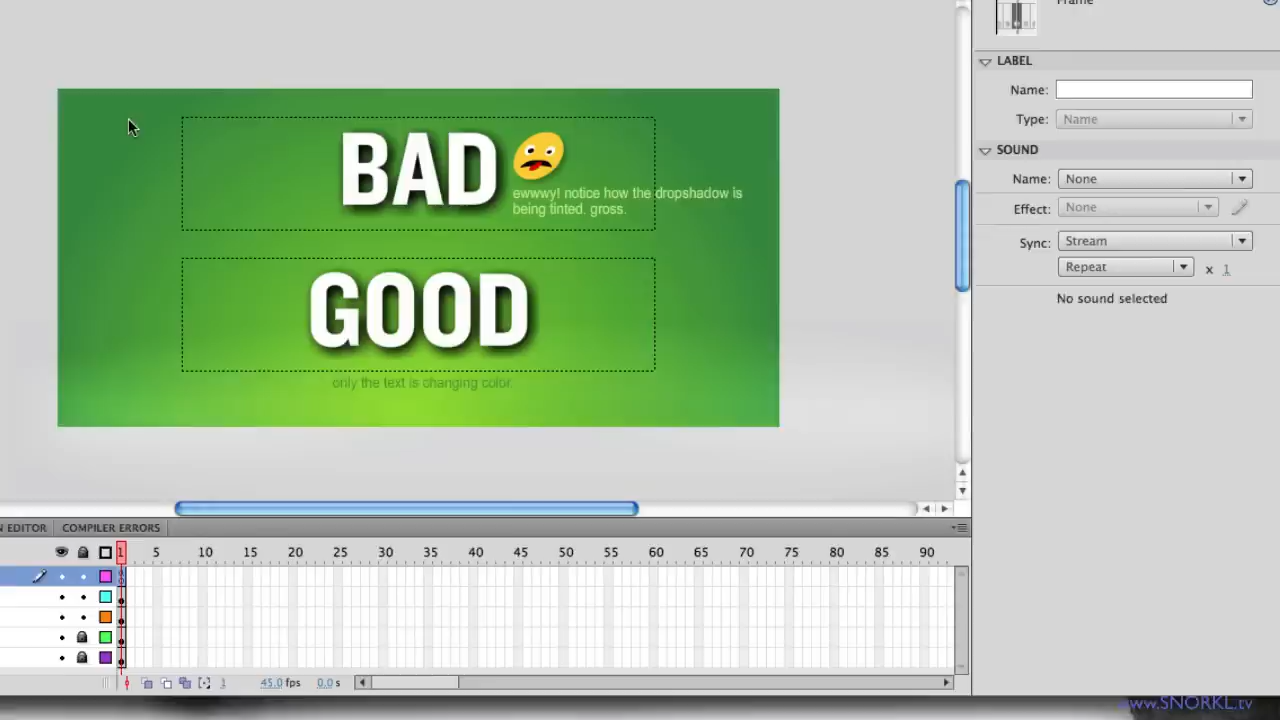 Frame
LABEL
Name:
Type: Name
SOUND
Name: None
Effect: None
Sync: Stream
Repeat x 1
No sound selected
BAD
ewwwy! notice how the dropshadow is
being tinted. gross.
GOOD
only the text is changing color.
N EDITOR COMPILER ERRORS
1 5 10 15 20 25 30 35 40 45 50 55 60 65 70 75 80 85 90
1 45.0 fps 0.0 s
www.SNORKL.tv